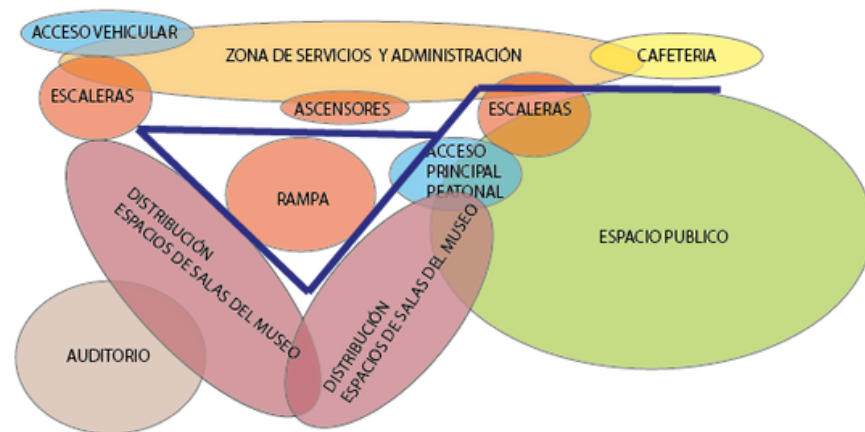 ACCESO VEHICULAR
ZONA DE SERVICIOS Y ADMINISTRACIÓN
CAFETERIA
ESCALERAS
ASCENSORES
ESCALERAS
ACCESO
PRINCIPAL
PEATONAL
RAMPA
DISTRIBUCIÓN
ESPACIOS DE SALAS DEL MUSEO
DISTRIBUCIÓN
ESPACIOS DE SALAS DEL MUSEO
ESPACIO PUBLICO
AUDITORIO